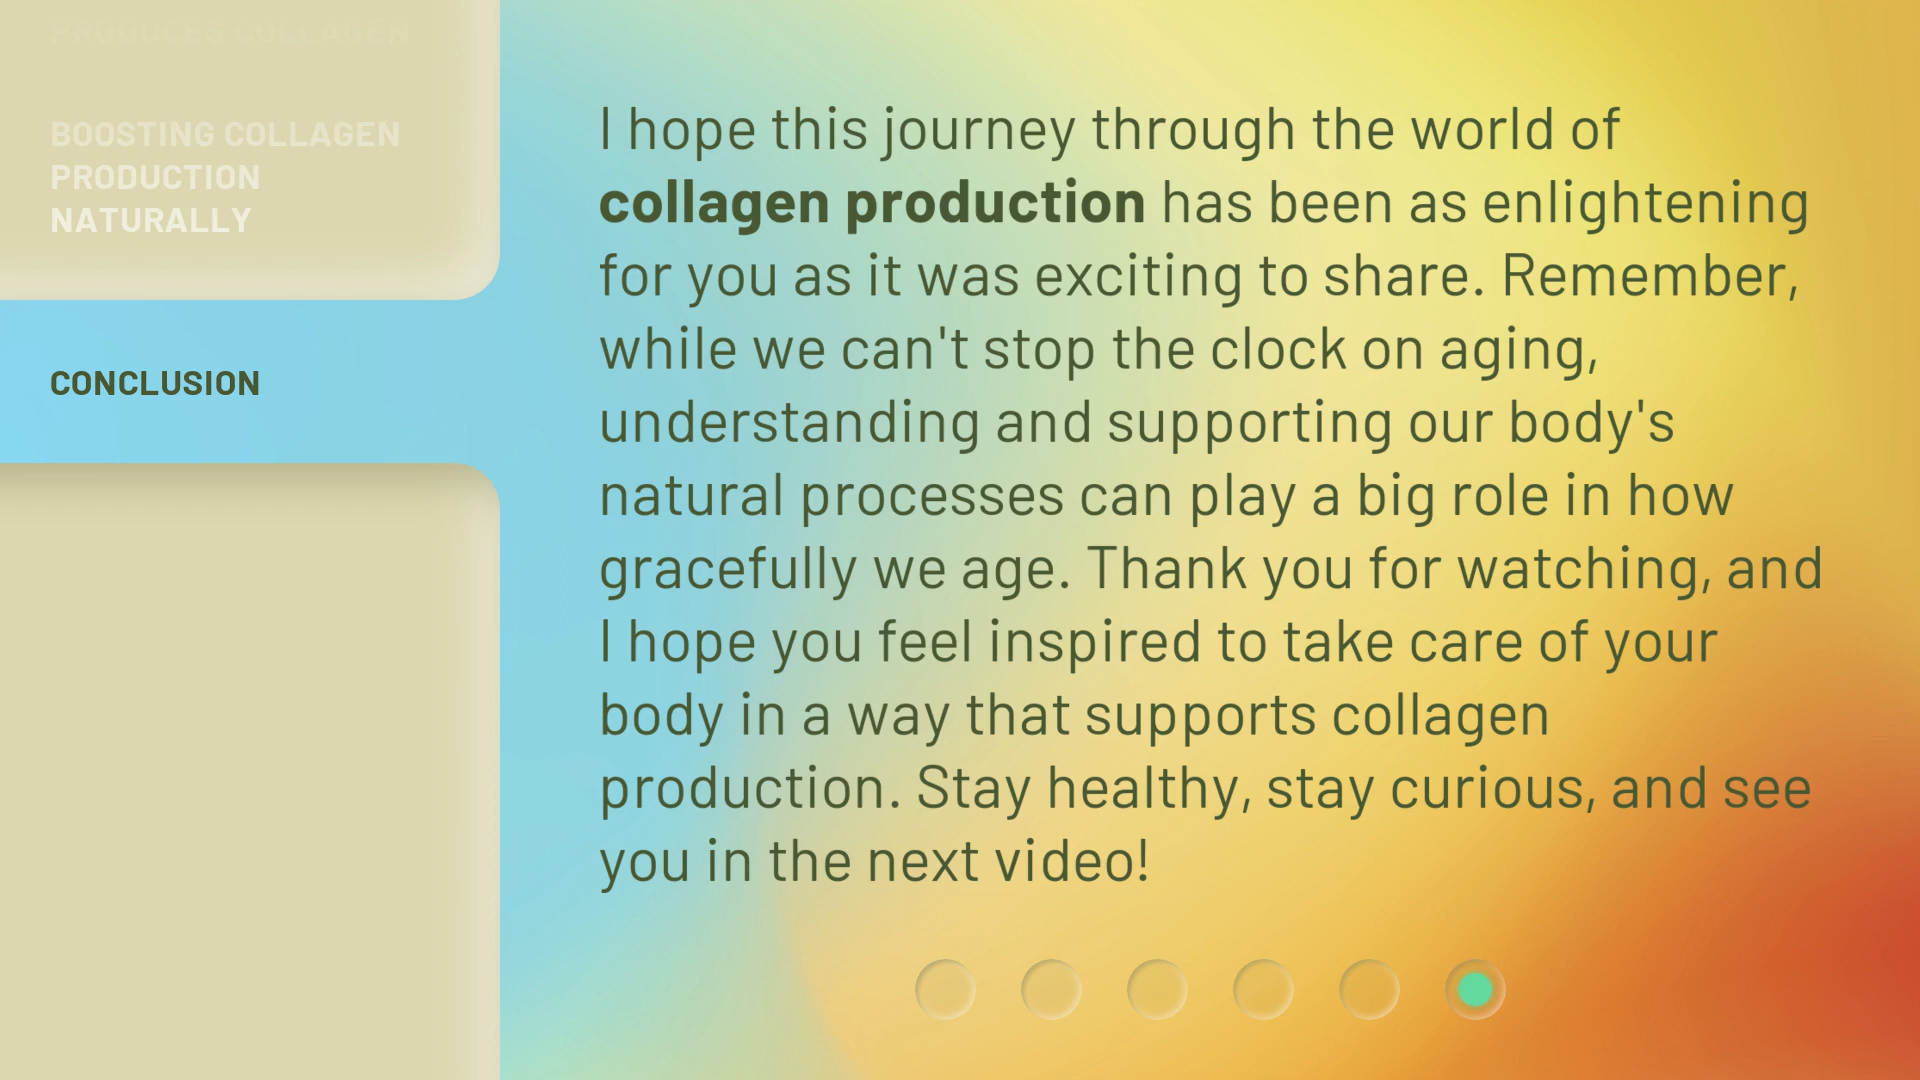 PRODUCES COLLAGEN
BOOSTING COLLAGEN
PRODUCTION
NATURALLY
CONCLUSION
I hope this journey through the world of
collagen production has been as enlightening
for you as it was exciting to share. Remember,
while we can't stop the clock on aging,
understanding and supporting our body's
natural processes can play a big role in how
gracefully we age. Thank you for watching, and
I hope you feel inspired to take care of your
body in a way that supports collagen
production. Stay healthy, stay curious, and see
you in the next video!